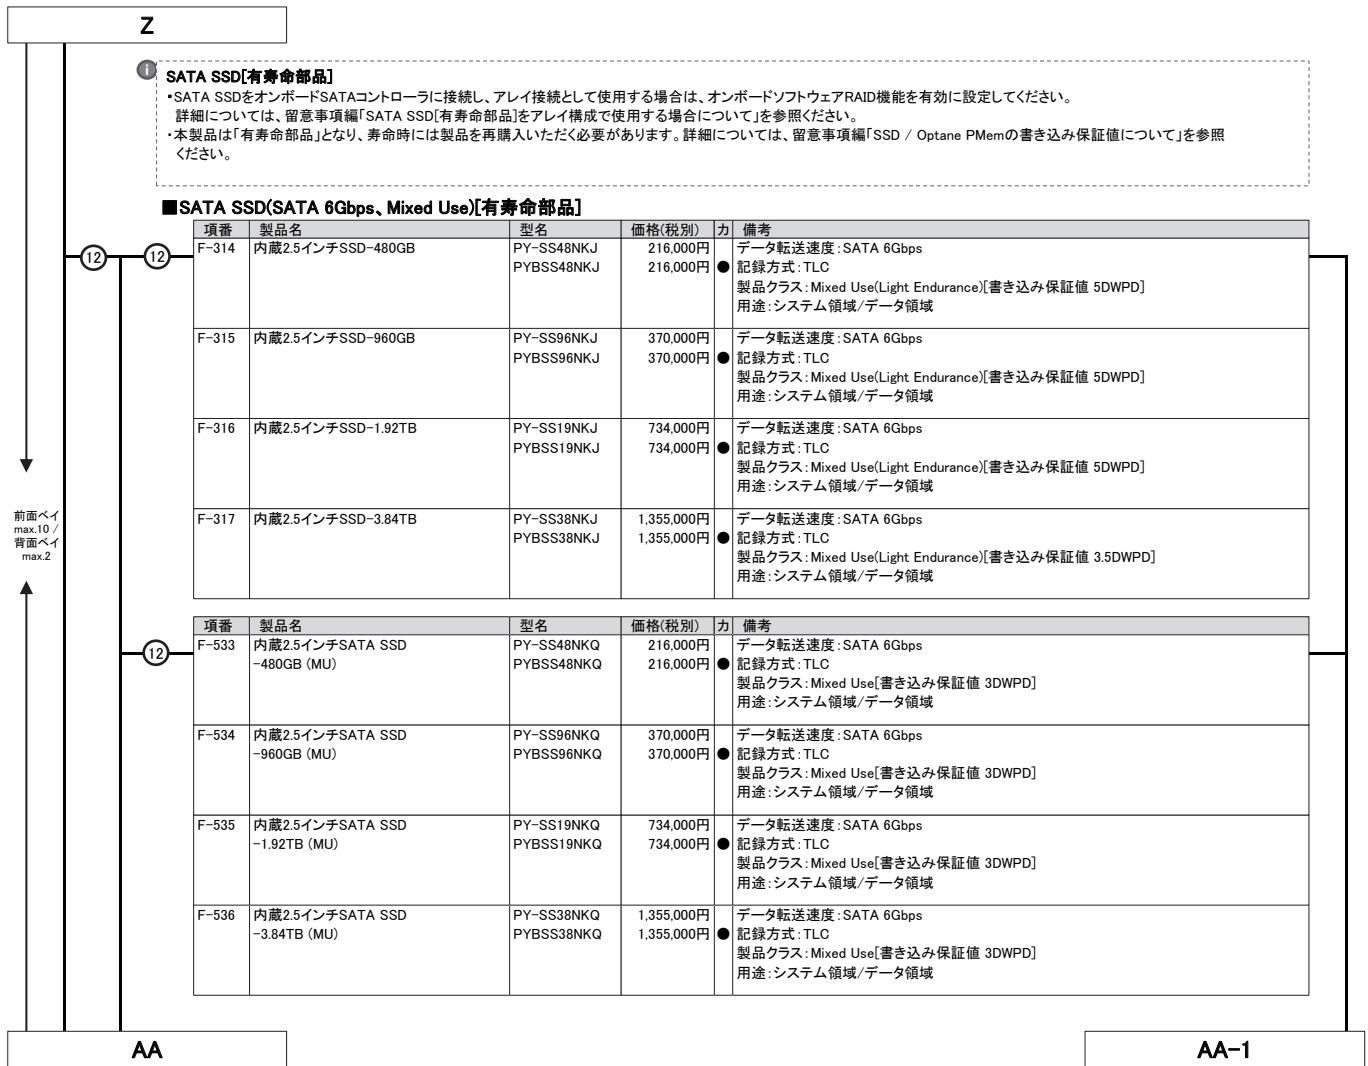 Z
i
SATA SSD[有寿命部品]
・SATA SSDをオンボードSATAコントローラに接続し、アレイ接続として使用する場合は、オンボードソフトウェアRAID機能を有効に設定してください。
詳細については、留意事項編「SATA SSD[有寿命部品]をアレイ構成で使用する場合について」を参照ください。
・本製品は「有寿命部品」となり、寿命時には製品を再購入いただく必要があります。詳細については、留意事項編「SSD / Optane PMemの書き込み保証値について」を参照
ください。
■SATA SSD(SATA 6Gbps、Mixed Use)[有寿命部品]
項番 製品名 型名 価格(税別) カ 備考
⑫ ⑫ F-314 内蔵2.5インチSSD-480GB PY-SS48NKJ 216,000円 データ転送速度:SATA 6Gbps
PYBSS48NKJ 216,000円 ● 記録方式:TLC
製品クラス:Mixed Use(Light Endurance)[書き込み保証値 5DWPD]
用途:システム領域/データ領域
F-315 内蔵2.5インチSSD-960GB PY-SS96NKJ 370,000円 データ転送速度:SATA 6Gbps
PYBSS96NKJ 370,000円 ● 記録方式:TLC
製品クラス:Mixed Use(Light Endurance)[書き込み保証値 5DWPD]
用途:システム領域/データ領域
F-316 内蔵2.5インチSSD-1.92TB PY-SS19NKJ 734,000円 データ転送速度:SATA 6Gbps
PYBSS19NKJ 734,000円 ● 記録方式:TLC
製品クラス:Mixed Use(Light Endurance)[書き込み保証値 5DWPD]
用途:システム領域/データ領域
F-317 内蔵2.5インチSSD-3.84TB PY-SS38NKJ 1,355,000円 データ転送速度:SATA 6Gbps
PYBSS38NKJ 1,355,000円 ● 記録方式:TLC
製品クラス:Mixed Use(Light Endurance)[書き込み保証値 3.5DWPD]
用途:システム領域/データ領域
前面ベイ
max.10 /
背面ベイ
max.2
項番 製品名 型名 価格(税別) カ 備考
⑫ F-533 内蔵2.5インチSATA SSD PY-SS48NKQ 216,000円 データ転送速度:SATA 6Gbps
-480GB (MU) PYBSS48NKQ 216,000円 ● 記録方式:TLC
製品クラス:Mixed Use[書き込み保証値 3DWPD]
用途:システム領域/データ領域
F-534 内蔵2.5インチSATA SSD PY-SS96NKQ 370,000円 データ転送速度:SATA 6Gbps
-960GB (MU) PYBSS96NKQ 370,000円 ● 記録方式:TLC
製品クラス:Mixed Use[書き込み保証値 3DWPD]
用途:システム領域/データ領域
F-535 内蔵2.5インチSATA SSD PY-SS19NKQ 734,000円 データ転送速度:SATA 6Gbps
-1.92TB (MU) PYBSS19NKQ 734,000円 ● 記録方式:TLC
製品クラス:Mixed Use[書き込み保証値 3DWPD]
用途:システム領域/データ領域
F-536 内蔵2.5インチSATA SSD PY-SS38NKQ 1,355,000円 データ転送速度:SATA 6Gbps
-3.84TB (MU) PYBSS38NKQ 1,355,000円 ● 記録方式:TLC
製品クラス:Mixed Use[書き込み保証値 3DWPD]
用途:システム領域/データ領域
AA AA-1